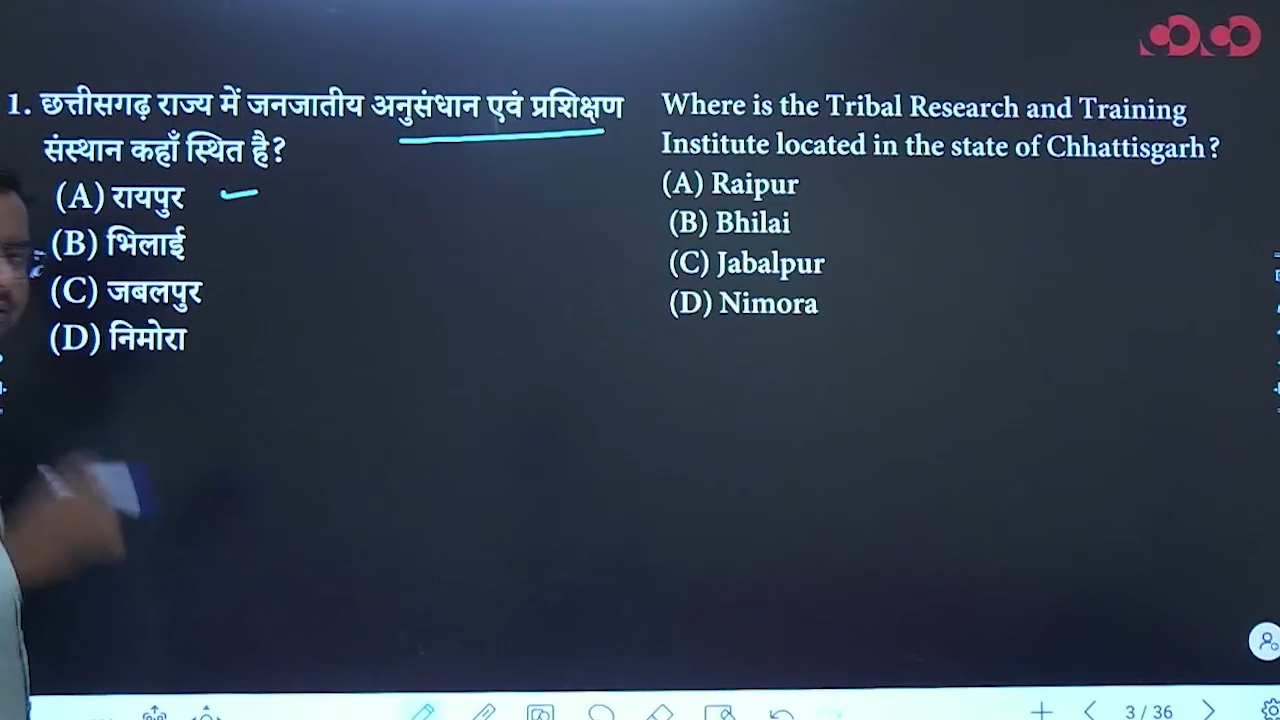 1. छत्तीसगढ़ राज्य में जनजातीय अनुसंधान एवं प्रशिक्षण
संस्थान कहाँ स्थित है?
(A) रायपुर
(B) भिलाई
(C) जबलपुर
(D) निमोरा
Where is the Tribal Research and Training
Institute located in the state of Chhattisgarh?
(A) Raipur
(B) Bhilai
(C) Jabalpur
(D) Nimora
3 / 36